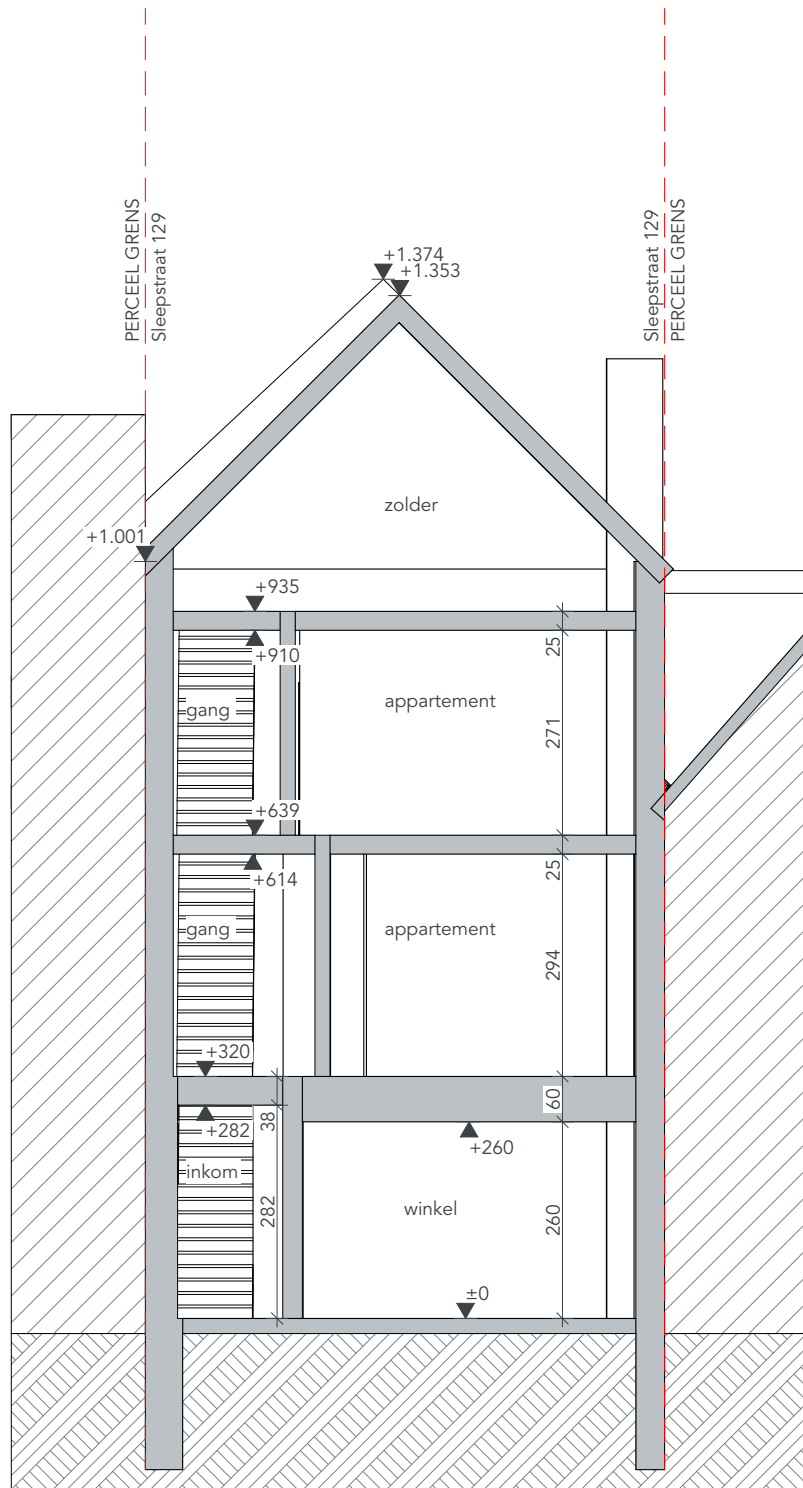 PERCEEL GRENS
Sleepstraat 129
Sleepstraat 129
PERCEEL GRENS
+1.374
+1.353
zolder
+1.001
+935
25
+910
gang
appartement
271
+639
25
+614
gang
appartement
294
+320
60
38
+282
+260
inkom
282
winkel
260
±0